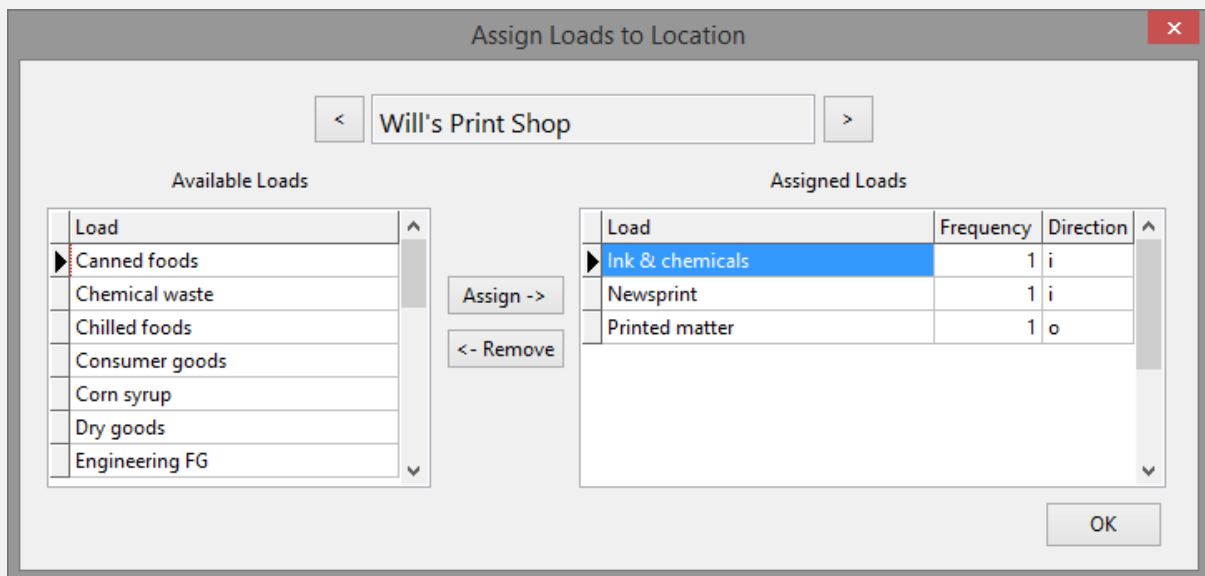 Assign Loads to Location
< Will's Print Shop >
Available Loads
Load
Canned foods
Chemical waste
Chilled foods
Consumer goods
Corn syrup
Dry goods
Engineering FG
Assign ->
<- Remove
Assigned Loads
Load Frequency Direction
Ink & chemicals 1 i
Newsprint 1 i
Printed matter 1 o
OK